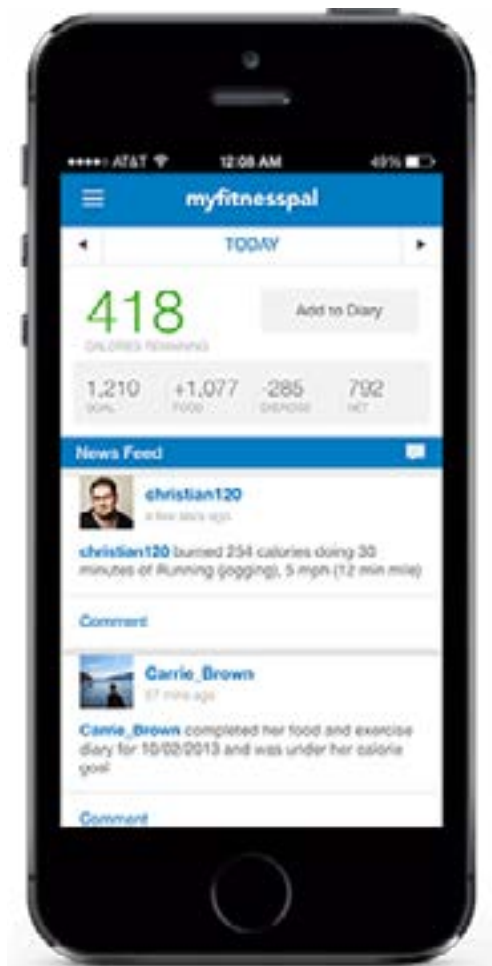 AT&T 12:08 AM 49%
myfitnesspal
TODAY
418 Add to Diary
CALORIES REMAINING
1,210 +1,077 -285 792
GOAL FOOD EXERCISE NET
News Feed
christian120
a few secs ago
christian120 burned 254 calories doing 30
minutes of Running (jogging), 5 mph (12 min mile)
Comment
Carrie_Brown
57 mins ago
Carrie_Brown completed her food and exercise
diary for 10/02/2013 and was under her calorie
goal
Comment